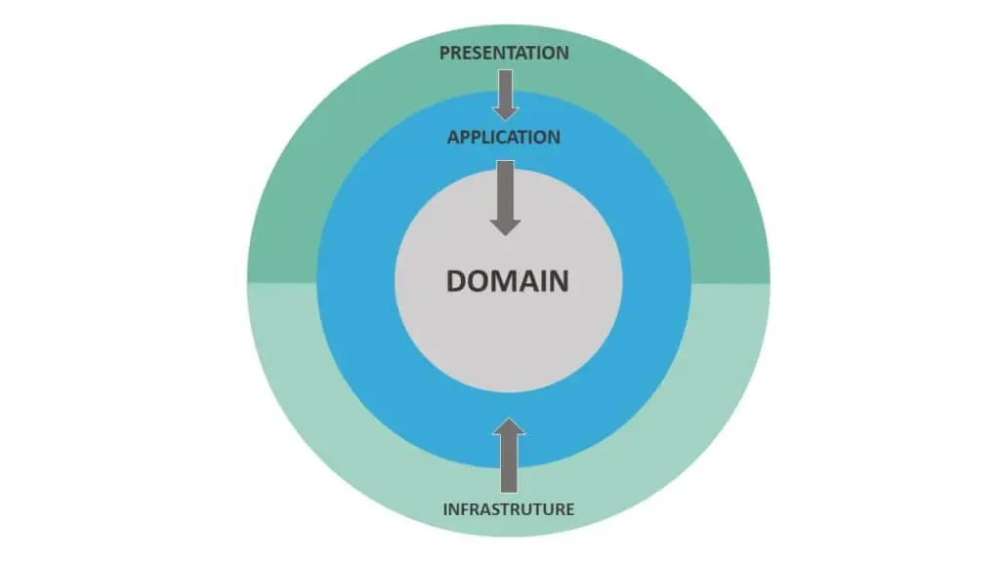 PRESENTATION
APPLICATION
DOMAIN
INFRASTRUTURE